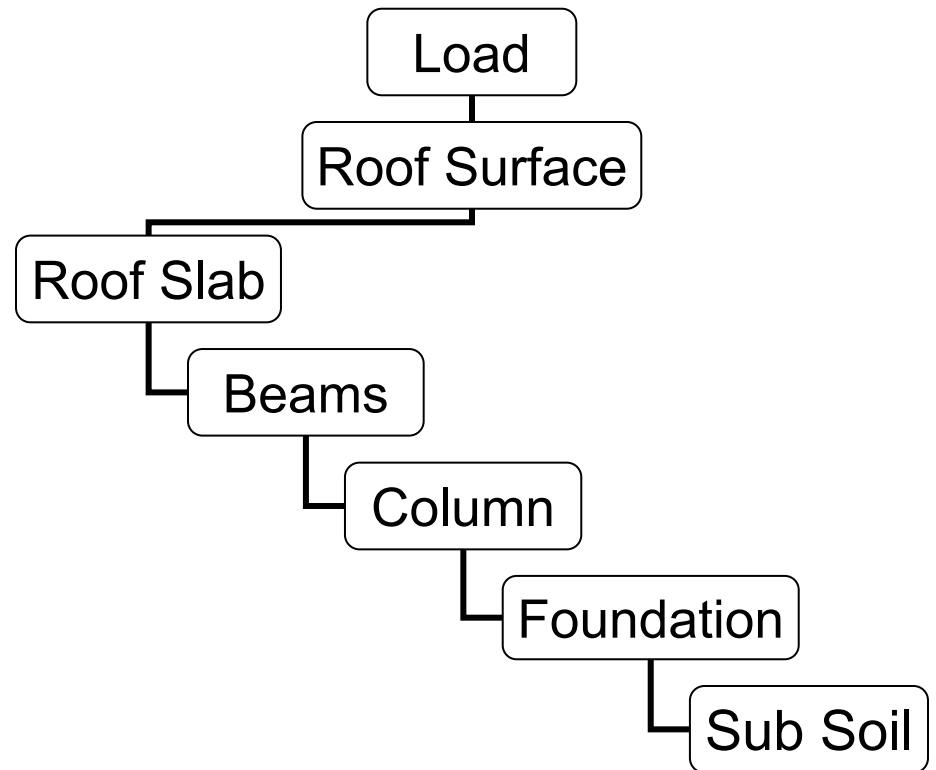 Load
Roof Surface
Roof Slab
Beams
Column
Foundation
Sub Soil